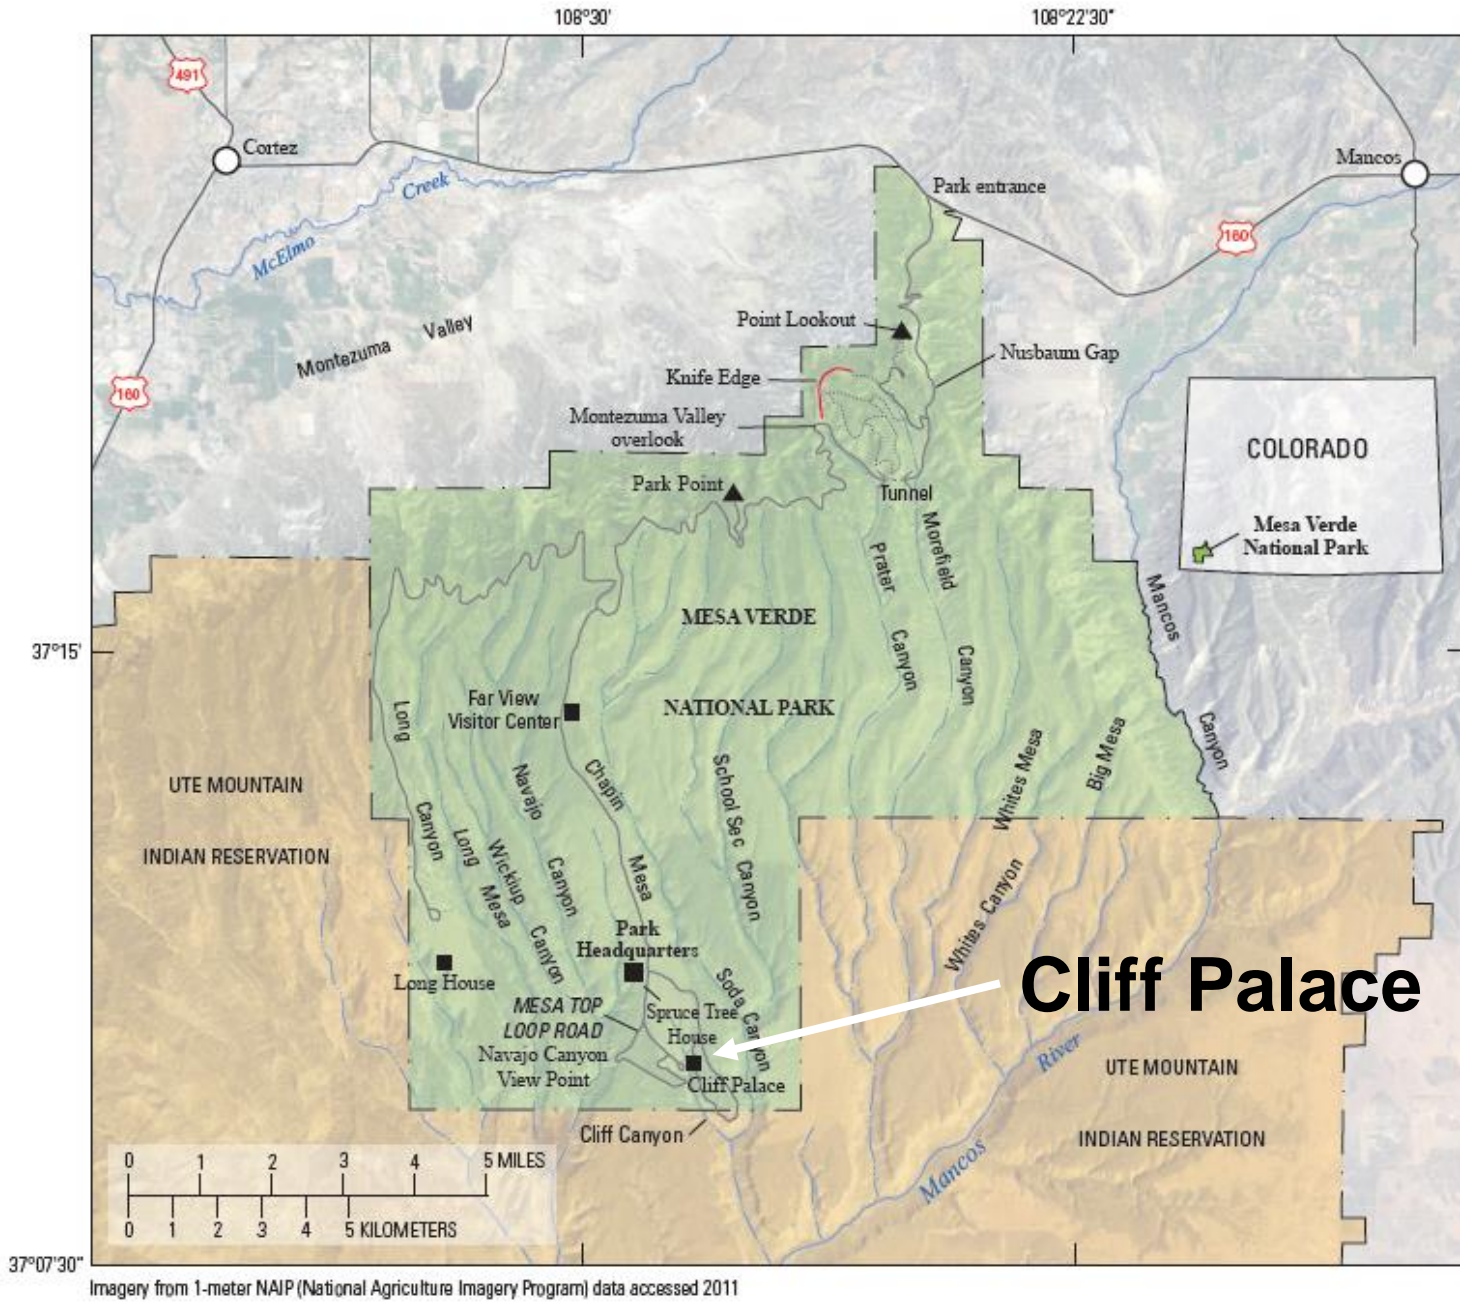 108°30'
108°22'30"
491
Cortez
Mancos
Creek
Park entrance
McElmo
160
Point Lookout
Montezuma Valley
Nusbaum Gap
Knife Edge
160
Montezuma Valley
overlook
COLORADO
Park Point
Tunnel
Mesa Verde
National Park
Prater
Canyon
Morefield
Canyon
Mancos
Canyon
MESA VERDE
37°15'
NATIONAL PARK
Far View
Visitor Center
Long
Canyon
Navajo
Canyon
Chapin
Mesa
School Sec Canyon
Whites Mesa
Big Mesa
UTE MOUNTAIN
INDIAN RESERVATION
Long
Mesa
Wickiup
Canyon
Whites Canyon
Park
Headquarters
Long House
Soda Canyon
Cliff Palace
MESA TOP
LOOP ROAD
Spruce Tree
House
Navajo Canyon
View Point
Cliff Palace
River
Mancos
UTE MOUNTAIN
INDIAN RESERVATION
Cliff Canyon
0 1 2 3 4 5 MILES
0 1 2 3 4 5 KILOMETERS
37°07'30"
Imagery from 1-meter NAIP (National Agriculture Imagery Program) data accessed 2011